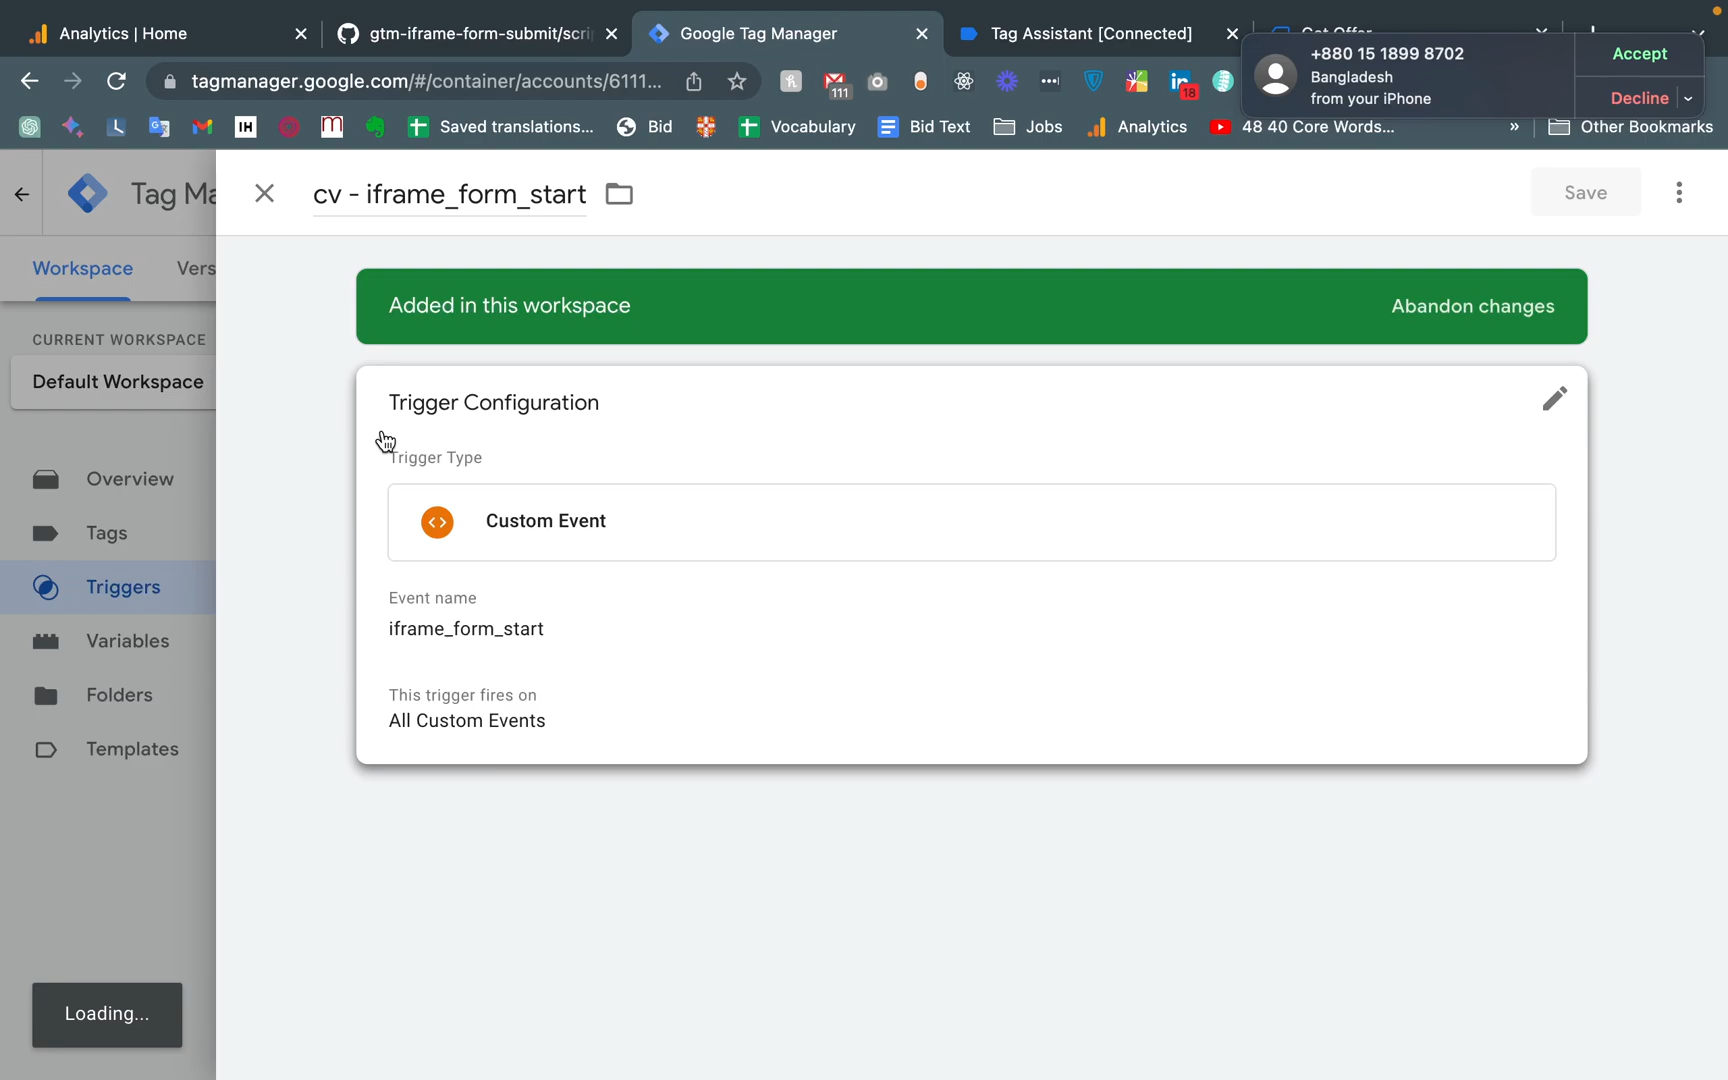 Analytics | Home
gtm-iframe-form-submit/scri
Google Tag Manager
Tag Assistant [Connected]
+880 15 1899 8702
Accept
Bangladesh
from your iPhone
Decline
tagmanager.google.com/#/container/accounts/6111...
111
18
IH
Saved translations...
Bid
Vocabulary
Bid Text
Jobs
Analytics
48 40 Core Words...
»
Other Bookmarks
Tag Ma
cv - iframe_form_start
Save
Workspace
Vers
Added in this workspace
Abandon changes
CURRENT WORKSPACE
Default Workspace
Trigger Configuration
Trigger Type
Custom Event
Overview
Tags
Triggers
Variables
Folders
Templates
Event name
iframe_form_start
This trigger fires on
All Custom Events
Loading...